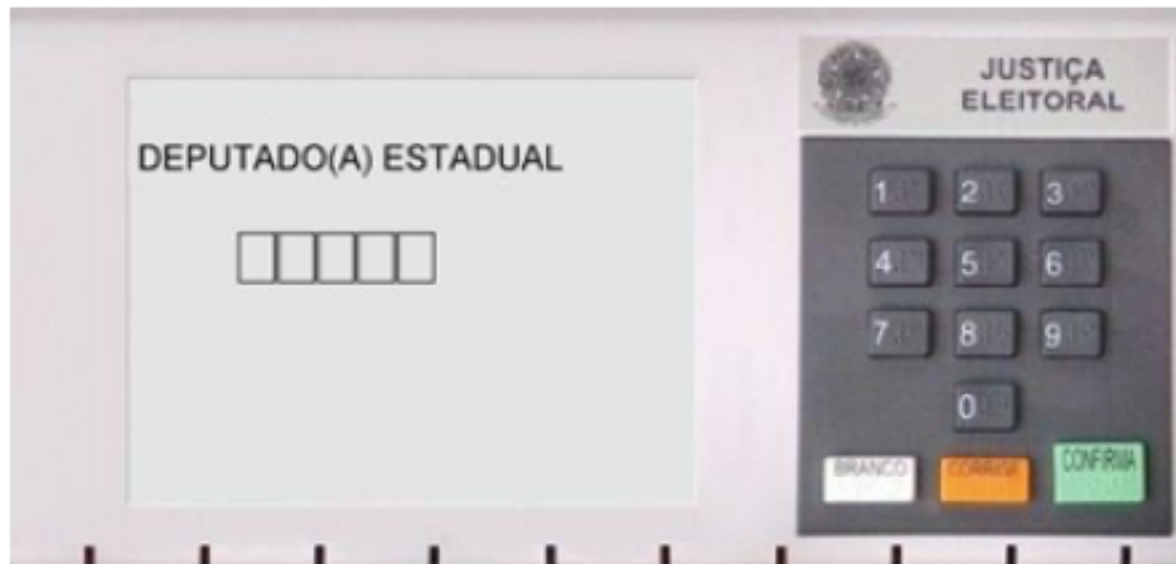 DEPUTADO(A) ESTADUAL
JUSTIÇA
ELEITORAL
1 2 3
4 5 6
7 8 9
0
BRANCO CORRIGE CONFIRMA